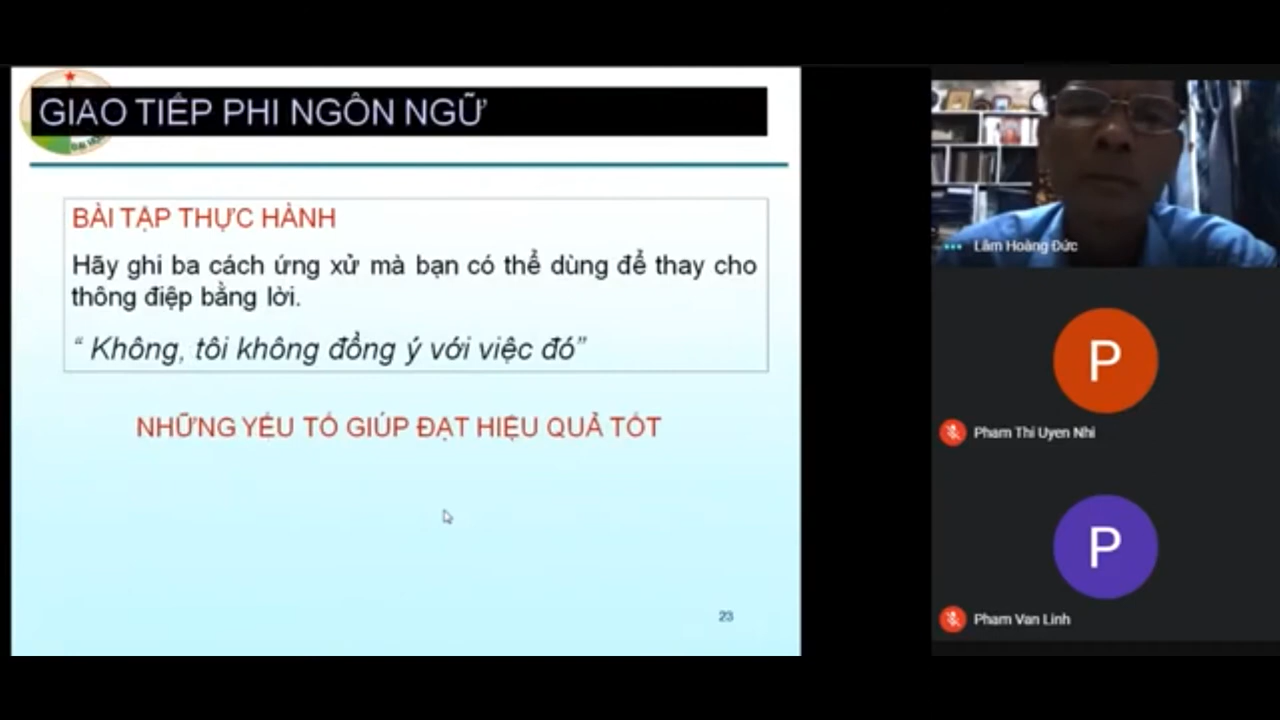 GIAO TIẾP PHI NGÔN NGỮ
ĐẠI HỌC
BÀI TẬP THỰC HÀNH
Hãy ghi ba cách ứng xử mà bạn có thể dùng để thay cho
thông điệp bằng lời.
“ Không, tôi không đồng ý với việc đó”
NHỮNG YẾU TỐ GIÚP ĐẠT HIỆU QUẢ TỐT
23
Lâm Hoàng Đức
P
Pham Thi Uyen Nhi
P
Pham Van Linh